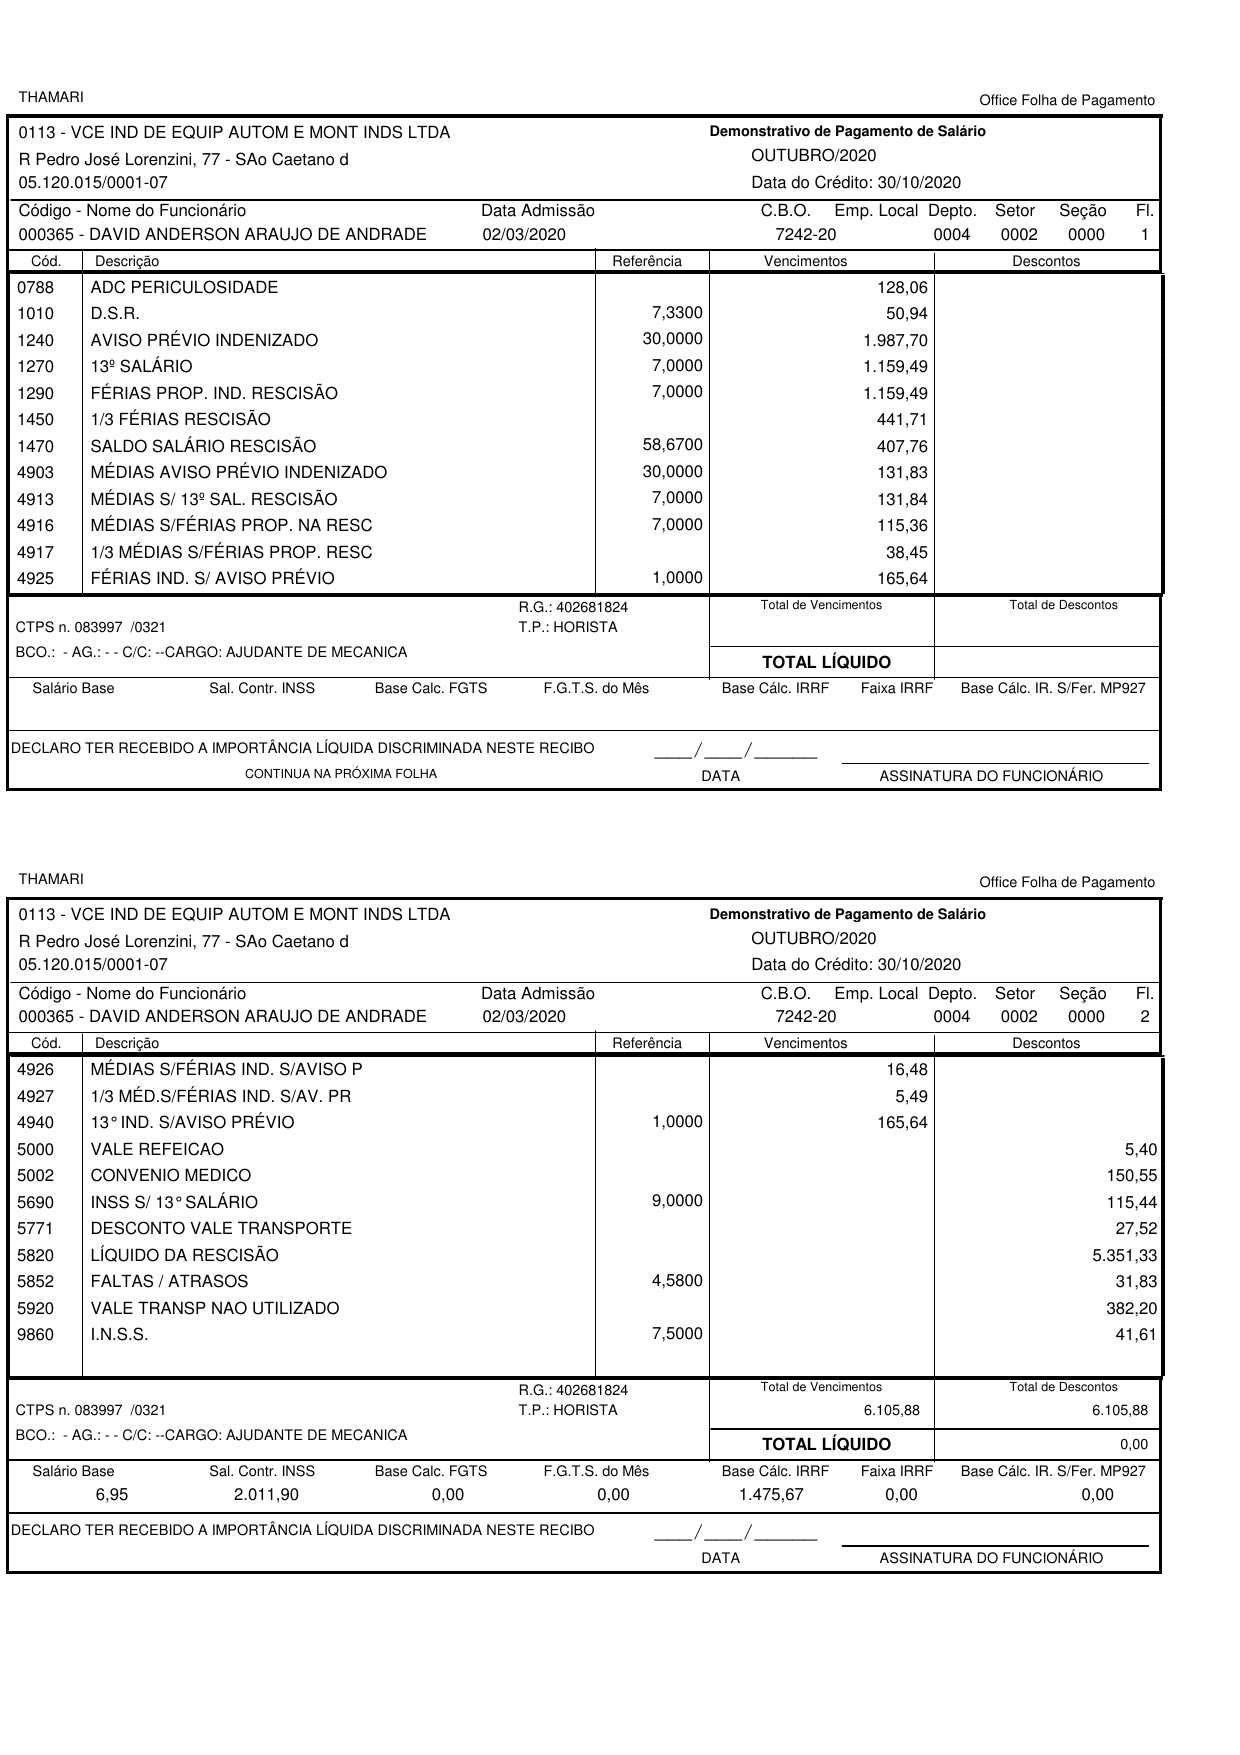 THAMARI
Office Folha de Pagamento
0113 - VCE IND DE EQUIP AUTOM E MONT INDS LTDA Demonstrativo de Pagamento de Salário
R Pedro José Lorenzini, 77 - SAo Caetano d OUTUBRO/2020
05.120.015/0001-07 Data do Crédito: 30/10/2020
Código - Nome do Funcionário Data Admissão C.B.O. Emp. Local Depto. Setor Seção Fl.
000365 - DAVID ANDERSON ARAUJO DE ANDRADE 02/03/2020 7242-20 0004 0002 0000 1
Cód. Descrição Referência Vencimentos Descontos
0788 ADC PERICULOSIDADE 128,06
1010 D.S.R. 7,3300 50,94
1240 AVISO PRÉVIO INDENIZADO 30,0000 1.987,70
1270 13º SALÁRIO 7,0000 1.159,49
1290 FÉRIAS PROP. IND. RESCISÃO 7,0000 1.159,49
1450 1/3 FÉRIAS RESCISÃO 441,71
1470 SALDO SALÁRIO RESCISÃO 58,6700 407,76
4903 MÉDIAS AVISO PRÉVIO INDENIZADO 30,0000 131,83
4913 MÉDIAS S/ 13º SAL. RESCISÃO 7,0000 131,84
4916 MÉDIAS S/FÉRIAS PROP. NA RESC 7,0000 115,36
4917 1/3 MÉDIAS S/FÉRIAS PROP. RESC 38,45
4925 FÉRIAS IND. S/ AVISO PRÉVIO 1,0000 165,64
R.G.: 402681824 Total de Vencimentos Total de Descontos
CTPS n. 083997 /0321 T.P.: HORISTA
BCO.: - AG.: - - C/C: --CARGO: AJUDANTE DE MECANICA
TOTAL LÍQUIDO
Salário Base Sal. Contr. INSS Base Calc. FGTS F.G.T.S. do Mês Base Cálc. IRRF Faixa IRRF Base Cálc. IR. S/Fer. MP927
DECLARO TER RECEBIDO A IMPORTÂNCIA LÍQUIDA DISCRIMINADA NESTE RECIBO ____/____/_______
CONTINUA NA PRÓXIMA FOLHA DATA ASSINATURA DO FUNCIONÁRIO
THAMARI
Office Folha de Pagamento
0113 - VCE IND DE EQUIP AUTOM E MONT INDS LTDA Demonstrativo de Pagamento de Salário
R Pedro José Lorenzini, 77 - SAo Caetano d OUTUBRO/2020
05.120.015/0001-07 Data do Crédito: 30/10/2020
Código - Nome do Funcionário Data Admissão C.B.O. Emp. Local Depto. Setor Seção Fl.
000365 - DAVID ANDERSON ARAUJO DE ANDRADE 02/03/2020 7242-20 0004 0002 0000 2
Cód. Descrição Referência Vencimentos Descontos
4926 MÉDIAS S/FÉRIAS IND. S/AVISO P 16,48
4927 1/3 MÉD.S/FÉRIAS IND. S/AV. PR 5,49
4940 13° IND. S/AVISO PRÉVIO 1,0000 165,64
5000 VALE REFEICAO 5,40
5002 CONVENIO MEDICO 150,55
5690 INSS S/ 13° SALÁRIO 9,0000 115,44
5771 DESCONTO VALE TRANSPORTE 27,52
5820 LÍQUIDO DA RESCISÃO 5.351,33
5852 FALTAS / ATRASOS 4,5800 31,83
5920 VALE TRANSP NAO UTILIZADO 382,20
9860 I.N.S.S. 7,5000 41,61
R.G.: 402681824 Total de Vencimentos Total de Descontos
CTPS n. 083997 /0321 T.P.: HORISTA 6.105,88 6.105,88
BCO.: - AG.: - - C/C: --CARGO: AJUDANTE DE MECANICA
TOTAL LÍQUIDO 0,00
Salário Base Sal. Contr. INSS Base Calc. FGTS F.G.T.S. do Mês Base Cálc. IRRF Faixa IRRF Base Cálc. IR. S/Fer. MP927
6,95 2.011,90 0,00 0,00 1.475,67 0,00 0,00
DECLARO TER RECEBIDO A IMPORTÂNCIA LÍQUIDA DISCRIMINADA NESTE RECIBO ____/____/_______
DATA ASSINATURA DO FUNCIONÁRIO